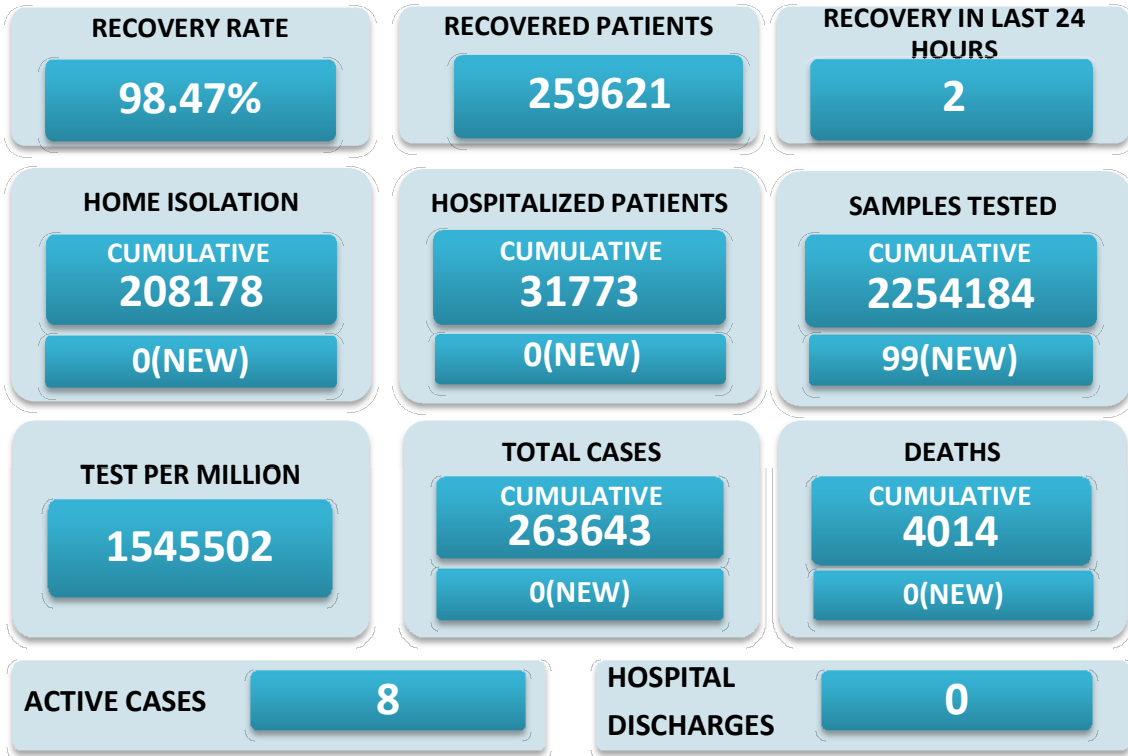 RECOVERY RATE
98.47%
RECOVERED PATIENTS
259621
RECOVERY IN LAST 24
HOURS
2
HOME ISOLATION
CUMULATIVE
208178
0(NEW)
HOSPITALIZED PATIENTS
CUMULATIVE
31773
0(NEW)
SAMPLES TESTED
CUMULATIVE
2254184
99(NEW)
TEST PER MILLION
1545502
TOTAL CASES
CUMULATIVE
263643
0(NEW)
DEATHS
CUMULATIVE
4014
0(NEW)
ACTIVE CASES
8
HOSPITAL
DISCHARGES
0